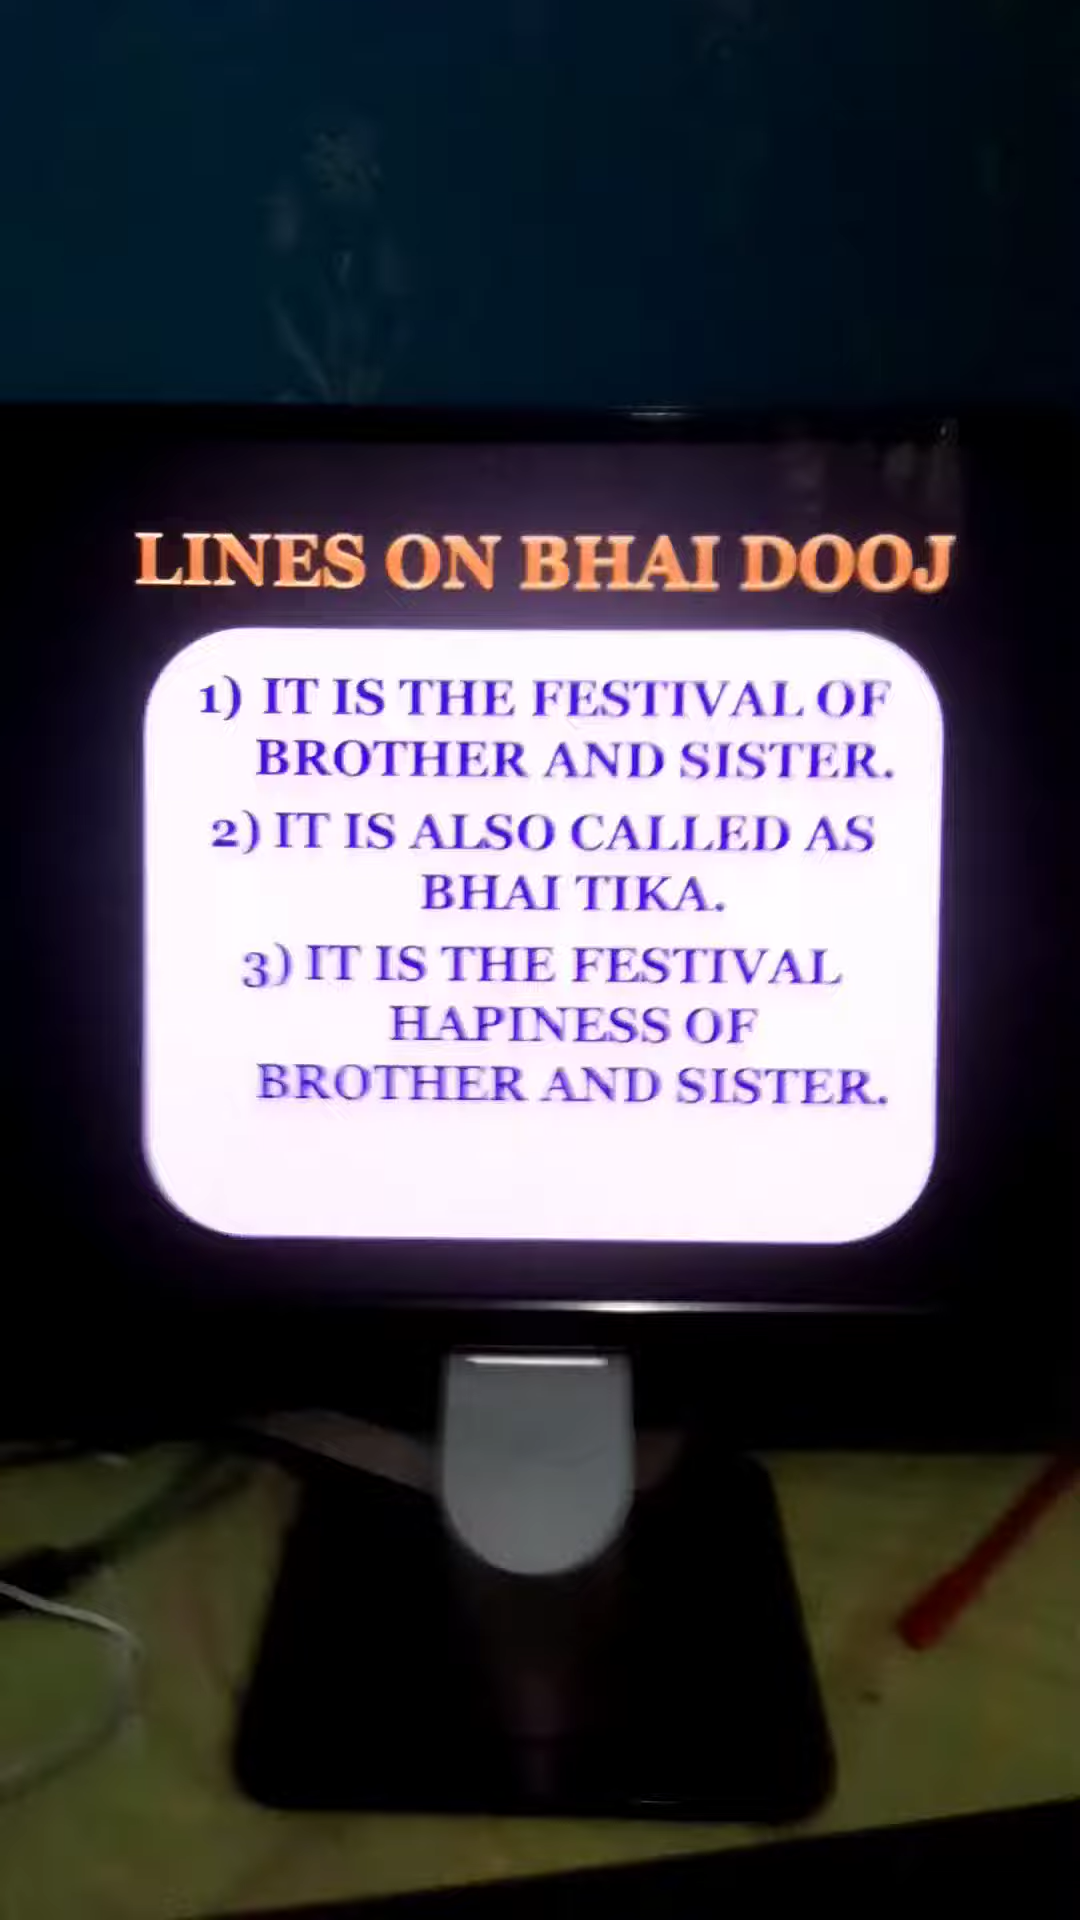 LINES ON BHAI DOOJ
1) IT IS THE FESTIVAL OF
BROTHER AND SISTER.
2) IT IS ALSO CALLED AS
BHAI TIKA.
3) IT IS THE FESTIVAL
HAPINESS OF
BROTHER AND SISTER.